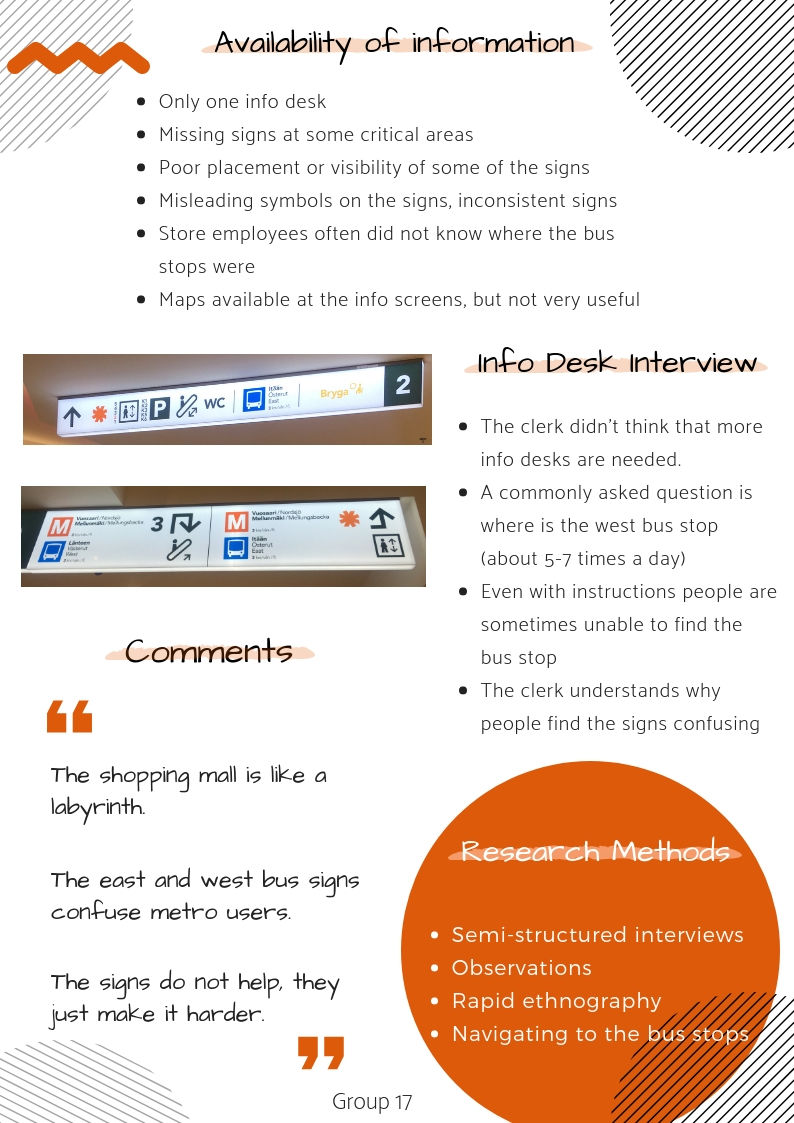 Availability of information
Only one info desk
Missing signs at some critical areas
Poor placement or visibility of some of the signs
Misleading symbols on the signs, inconsistent signs
Store employees often did not know where the bus
stops were
Maps available at the info screens, but not very useful
P WC
Itään
Österut
East
Bryga
2
M
Vuosaari/Nordsjö
Mellunmäki/Mellungsbacka
3
Länteen
Västerut
West
M
Vuosaari/Nordsjö
Mellunmäki/Mellungsbacka
Itään
Österut
East
Info Desk Interview
The clerk didn't think that more
info desks are needed.
A commonly asked question is
where is the west bus stop
(about 5-7 times a day)
Even with instructions people are
sometimes unable to find the
bus stop
The clerk understands why
people find the signs confusing
Comments
“
The shopping mall is like a
labyrinth.
The east and west bus signs
confuse metro users.
The signs do not help, they
just make it harder.
”
Research Methods
Semi-structured interviews
Observations
Rapid ethnography
Navigating to the bus stops
Group 17